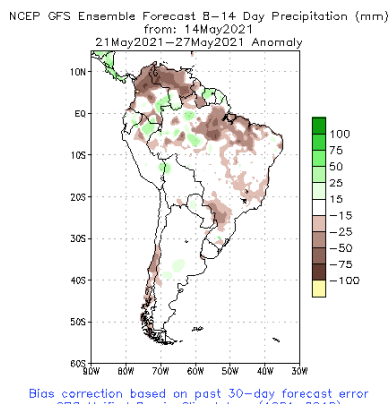 NCEP GFS Ensemble Forecast 8–14 Day Precipitation (mm)
from: 14May2021
21May2021–27May2021 Anomaly
10N
EQ
10S
20S
30S
40S
50S
60S
90W 80W 70W 60W 50W 40W 30W
100
75
50
25
15
−15
−25
−50
−75
−100
Bias correction based on past 30–day forecast error